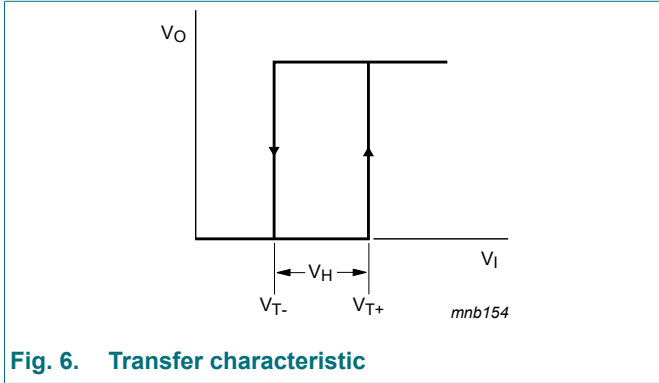 VO
VI
VH
VT-
VT+
mnb154
Fig. 6. Transfer characteristic